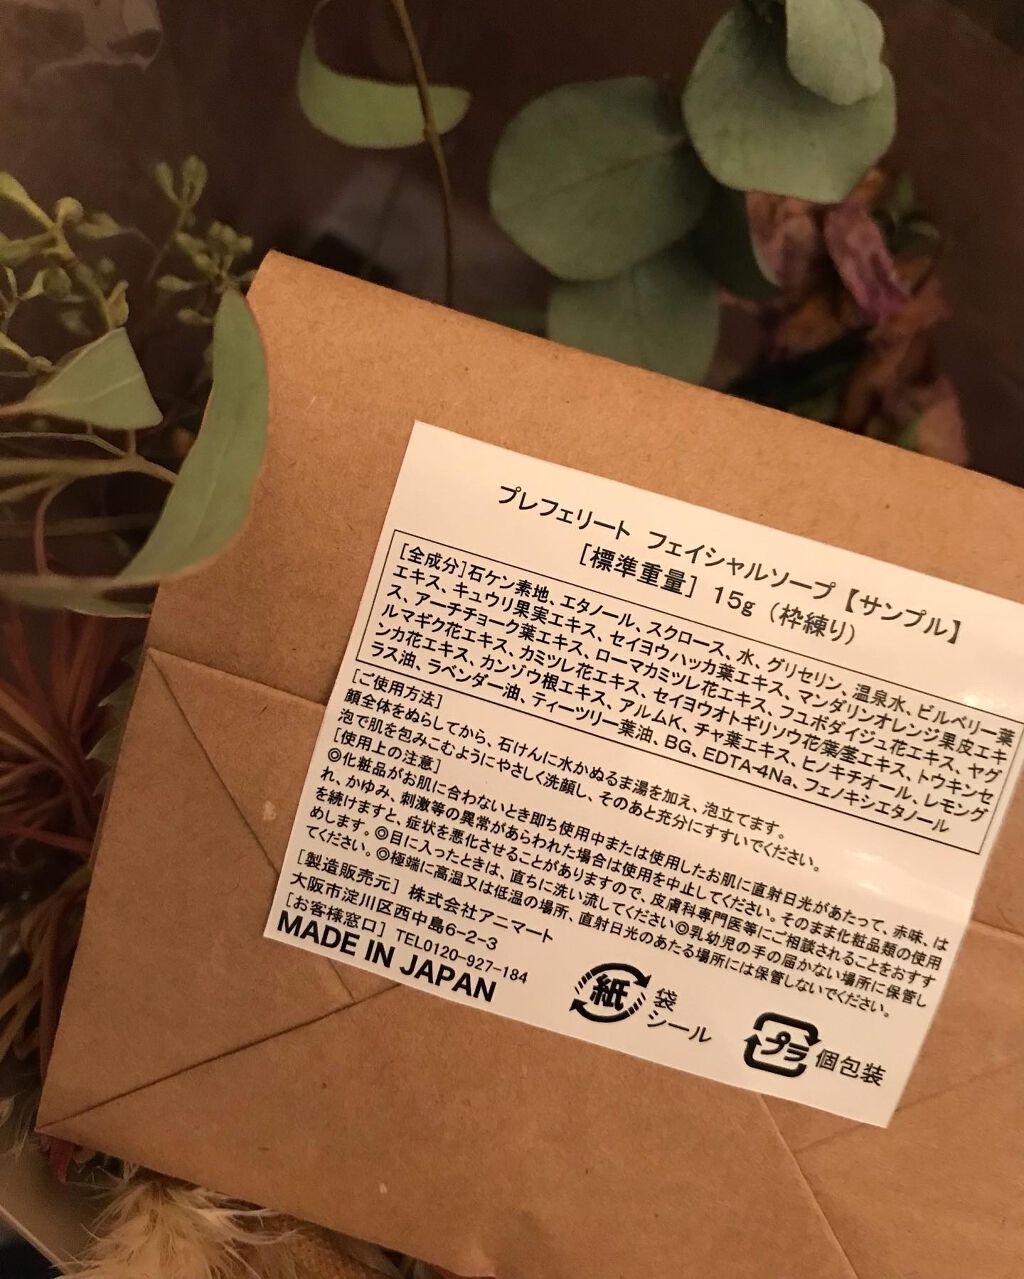 プレフェリート フェイシャルソープ【サンプル】
[標準重量] 15g (枠練り)
[全成分]石ケン素地、エタノール、スクロース、水、グリセリン、温泉水、ビルベリー葉
エキス、キュウリ果実エキス、セイヨウハッカ葉エキス、マンダリンオレンジ果皮エキ
ス、アーチチョーク葉エキス、ローマカミツレ花エキス、フユボダイジュ花エキス、ヤグ
ルマギク花エキス、カミツレ花エキス、セイヨウオトギリソウ花/葉/茎エキス、トウキンセ
ンカ花エキス、カンゾウ根エキス、アルムK、チャ葉エキス、ヒノキチオール、レモング
ラス油、ラベンダー油、ティーツリー葉油、BG、EDTA-4Na、フェノキシエタノール
[ご使用方法]
顔全体をぬらしてから、石けんに水かぬるま湯を加え、泡立てます。
泡で肌を包みこむようにやさしく洗顔し、そのあと充分にすすいでください。
[使用上の注意]
◎化粧品がお肌に合わないとき即ち使用中または使用したお肌に直射日光があたって、赤味、は
れ、かゆみ、刺激等の異常があらわれた場合は使用を中止してください。そのまま化粧品類の使用
を続けますと、症状を悪化させることがありますので、皮膚科専門医等にご相談されることをおすす
めします。◎目に入ったときは、直ちに洗い流してください◎乳幼児の手の届かない場所に保管し
てください。◎極端に高温又は低温の場所、直射日光のあたる場所には保管しないでください。
[製造販売元] 株式会社アニマート
大阪市淀川区西中島6-2-3
[お客様窓口] TEL0120-927-184
MADE IN JAPAN
紙 袋
シール
プラ 個包装